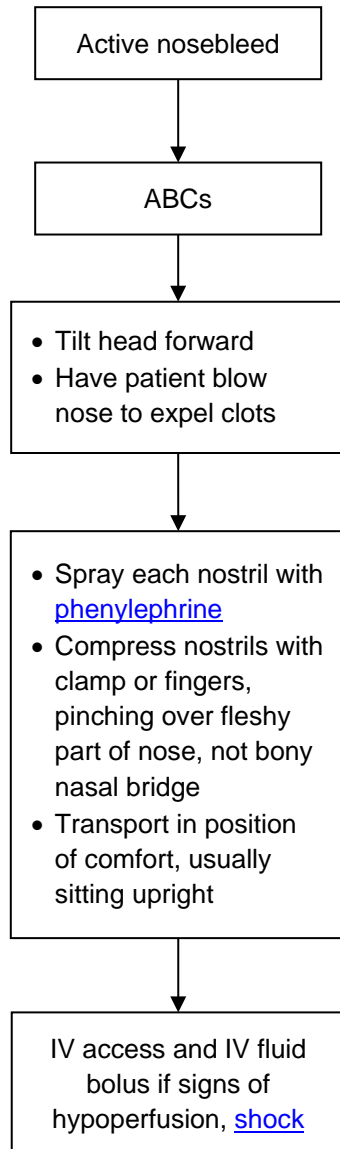 Active nosebleed
ABCs
• Tilt head forward
• Have patient blow
nose to expel clots
• Spray each nostril with
phenylephrine
• Compress nostrils with
clamp or fingers,
pinching over fleshy
part of nose, not bony
nasal bridge
• Transport in position
of comfort, usually
sitting upright
IV access and IV fluid
bolus if signs of
hypoperfusion, shock